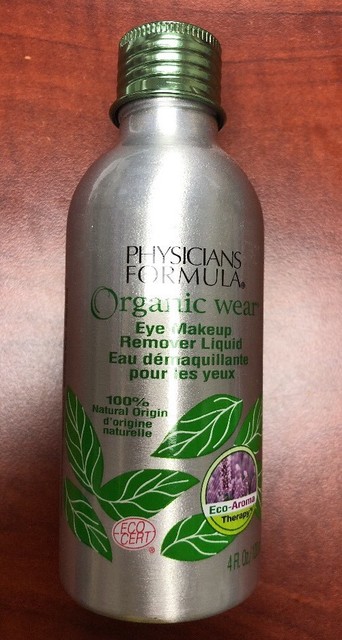 PHYSICIANS
FORMULA®
Organic wear
Eye Makeup
Remover Liquid
Eau démaquillante
pour les yeux
100%
Natural Origin
d'origine
naturelle
Eco-Aroma
Therapy
ECO
CERT
®
4 Fl. Oz.